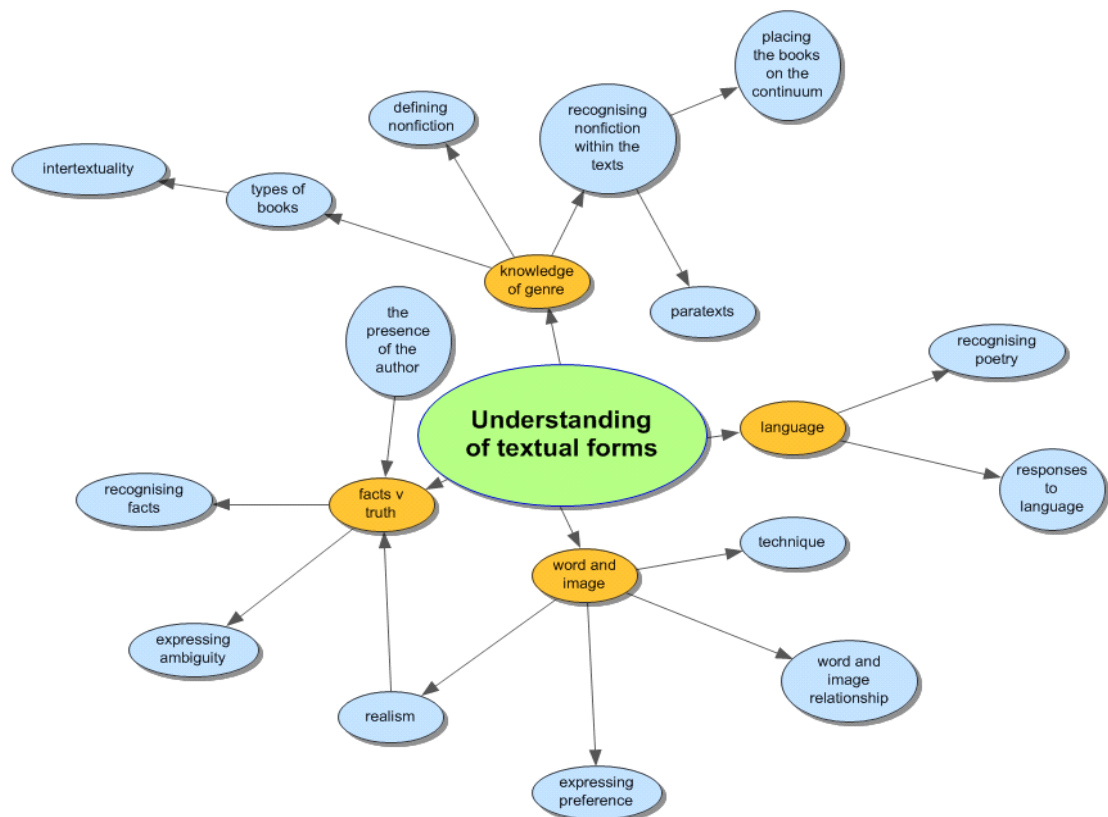 placing
the books
on the
continuum
defining
nonfiction
recognising
nonfiction
within the
texts
intertextuality
types of
books
knowledge
of genre
paratexts
the
presence
of the
author
recognising
poetry
Understanding
of textual forms
language
responses
to
language
recognising
facts
facts v
truth
technique
word and
image
expressing
ambiguity
word and
image
relationship
realism
expressing
preference